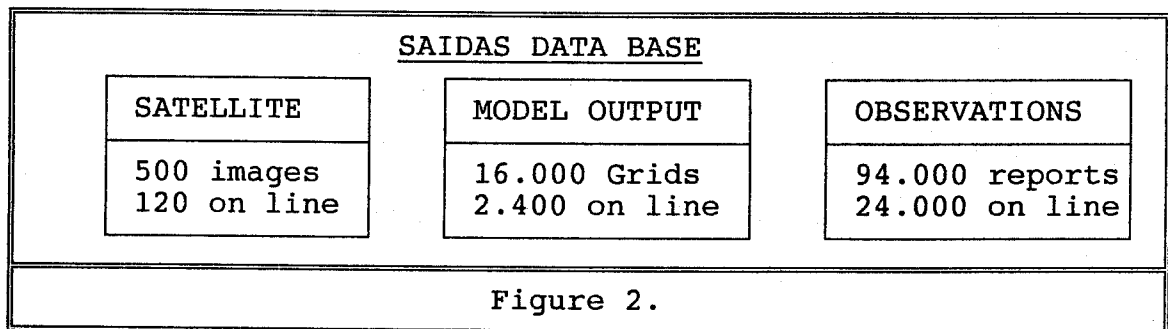 SAIDAS DATA BASE
SATELLITE
500 images
120 on line
MODEL OUTPUT
16.000 Grids
2.400 on line
OBSERVATIONS
94.000 reports
24.000 on line
Figure 2.